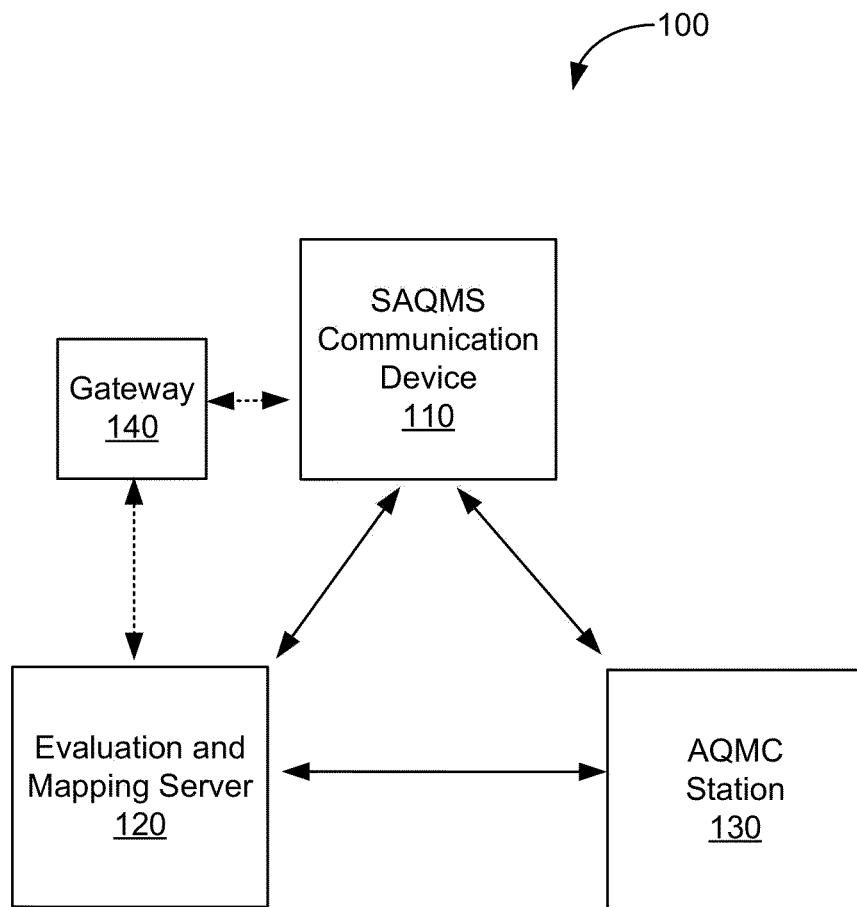 100
SAQMS
Communication
Device
110
Gateway
140
Evaluation and
Mapping Server
120
AQMC
Station
130